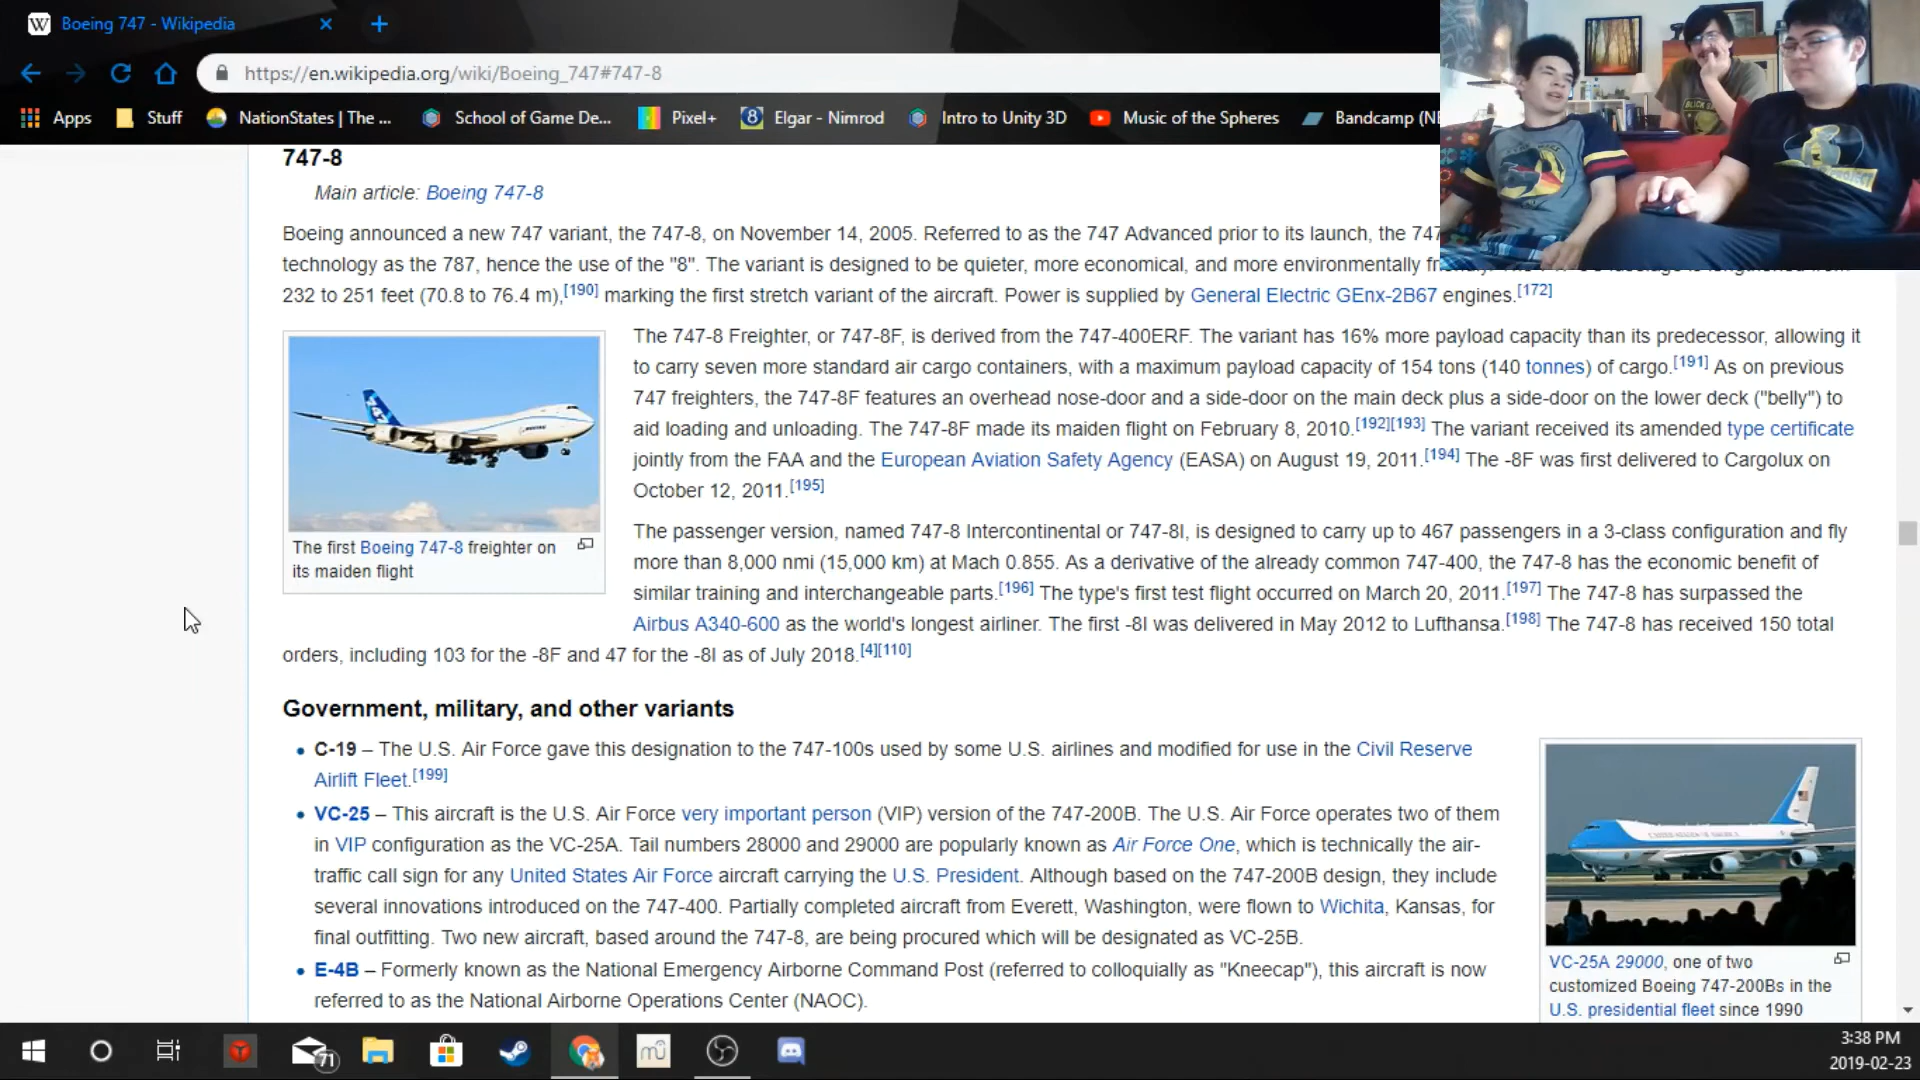 Boeing 747 - Wikipedia
https://en.wikipedia.org/wiki/Boeing_747#747-8
Apps Stuff NationStates | The ... School of Game De... Pixel+ Elgar - Nimrod Intro to Unity 3D Music of the Spheres Bandcamp
747-8
Main article: Boeing 747-8
Boeing announced a new 747 variant, the 747-8, on November 14, 2005. Referred to as the 747 Advanced prior to its launch, the 747
technology as the 787, hence the use of the "8". The variant is designed to be quieter, more economical, and more environmentally
232 to 251 feet (70.8 to 76.4 m),[190] marking the first stretch variant of the aircraft. Power is supplied by General Electric GEnx-2B67 engines.[172]
The 747-8 Freighter, or 747-8F, is derived from the 747-400ERF. The variant has 16% more payload capacity than its predecessor, allowing it
to carry seven more standard air cargo containers, with a maximum payload capacity of 154 tons (140 tonnes) of cargo.[191] As on previous
747 freighters, the 747-8F features an overhead nose-door and a side-door on the main deck plus a side-door on the lower deck ("belly") to
aid loading and unloading. The 747-8F made its maiden flight on February 8, 2010.[192][193] The variant received its amended type certificate
jointly from the FAA and the European Aviation Safety Agency (EASA) on August 19, 2011.[194] The -8F was first delivered to Cargolux on
October 12, 2011.[195]
The first Boeing 747-8 freighter on
its maiden flight
The passenger version, named 747-8 Intercontinental or 747-8I, is designed to carry up to 467 passengers in a 3-class configuration and fly
more than 8,000 nmi (15,000 km) at Mach 0.855. As a derivative of the already common 747-400, the 747-8 has the economic benefit of
similar training and interchangeable parts.[196] The type's first test flight occurred on March 20, 2011.[197] The 747-8 has surpassed the
Airbus A340-600 as the world's longest airliner. The first -8I was delivered in May 2012 to Lufthansa.[198] The 747-8 has received 150 total
orders, including 103 for the -8F and 47 for the -8I as of July 2018.[4][110]
Government, military, and other variants
• C-19 – The U.S. Air Force gave this designation to the 747-100s used by some U.S. airlines and modified for use in the Civil Reserve
Airlift Fleet.[199]
• VC-25 – This aircraft is the U.S. Air Force very important person (VIP) version of the 747-200B. The U.S. Air Force operates two of them
in VIP configuration as the VC-25A. Tail numbers 28000 and 29000 are popularly known as Air Force One, which is technically the air-
traffic call sign for any United States Air Force aircraft carrying the U.S. President. Although based on the 747-200B design, they include
several innovations introduced on the 747-400. Partially completed aircraft from Everett, Washington, were flown to Wichita, Kansas, for
final outfitting. Two new aircraft, based around the 747-8, are being procured which will be designated as VC-25B.
• E-4B – Formerly known as the National Emergency Airborne Command Post (referred to colloquially as "Kneecap"), this aircraft is now
referred to as the National Airborne Operations Center (NAOC).
VC-25A 29000, one of two
customized Boeing 747-200Bs in the
U.S. presidential fleet since 1990
71
3:38 PM
2019-02-23